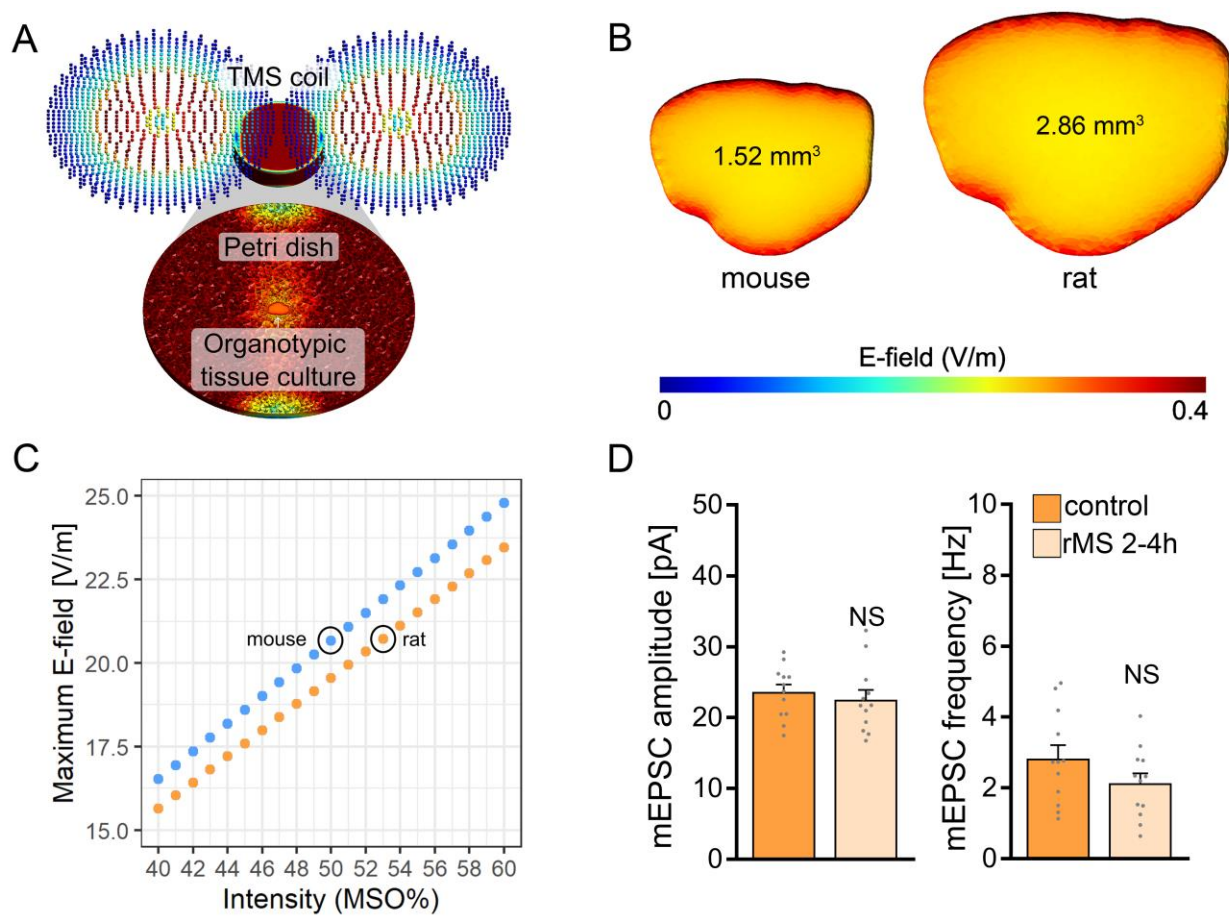 A
TMS coil
Petri dish
Organotypic
tissue culture
B
1.52 mm³
2.86 mm³
mouse
rat
E-field (V/m)
0
0.4
C
Maximum E-field [V/m]
25.0
22.5
20.0
17.5
15.0
mouse
rat
40 42 44 46 48 50 52 54 56 58 60
Intensity (MSO%)
D
mEPSC amplitude [pA]
50
40
30
20
10
0
NS
mEPSC frequency [Hz]
10
8
6
4
2
0
control
rMS 2-4h
NS